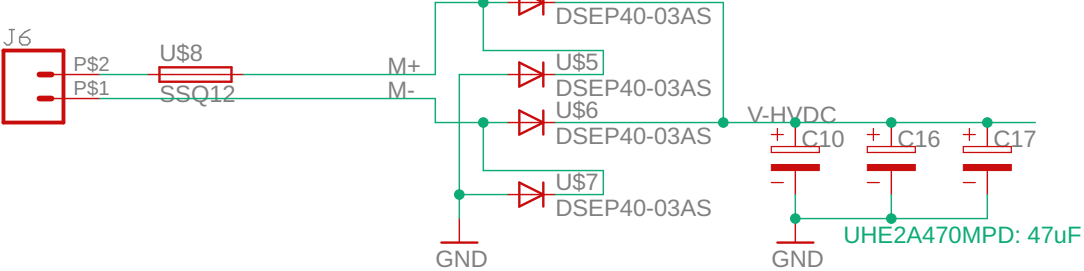 DSEP40-03AS
J6
U$8
P$2
M+
U$5
SSQ12
P$1
M-
DSEP40-03AS
U$6
V-HVDC
DSEP40-03AS
+
C10
+
C16
+
C17
U$7
-
-
-
DSEP40-03AS
UHE2A470MPD: 47uF
GND
GND